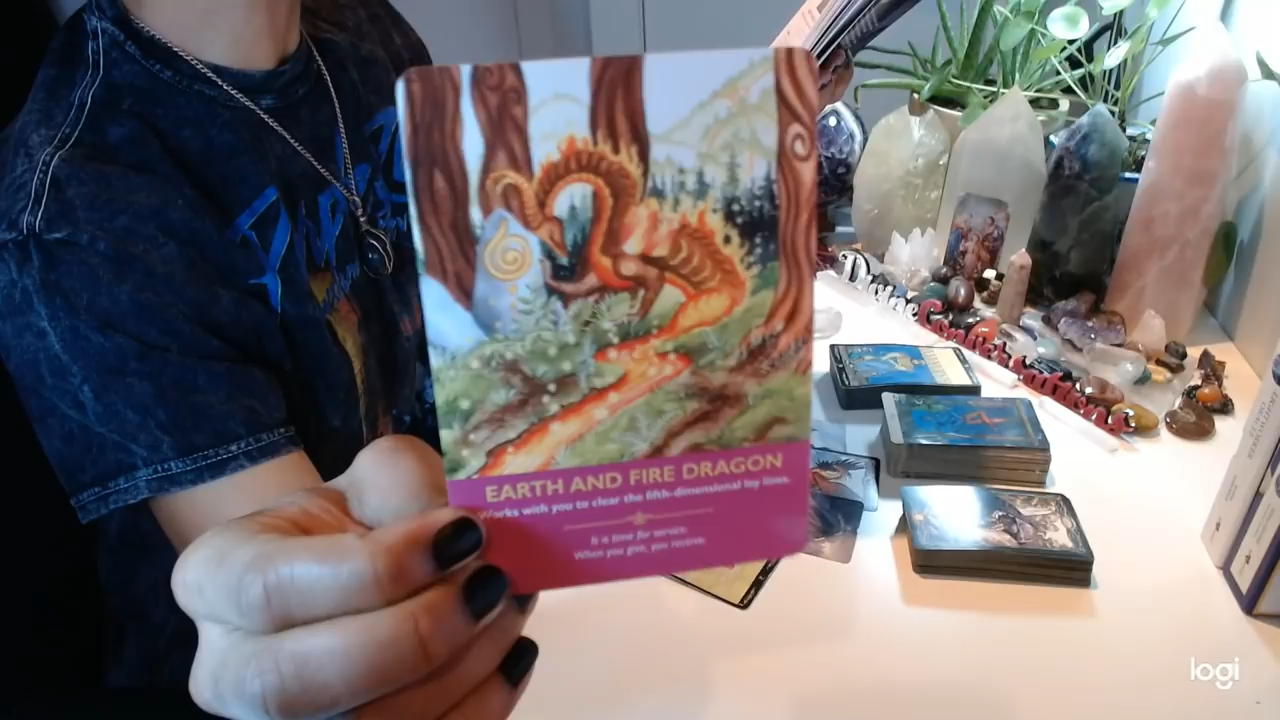 EARTH AND FIRE DRAGON
Works with you to clear the fifth-dimensional ley lines.
It is time for service.
When you give, you receive.
Divine
Conversations
logi